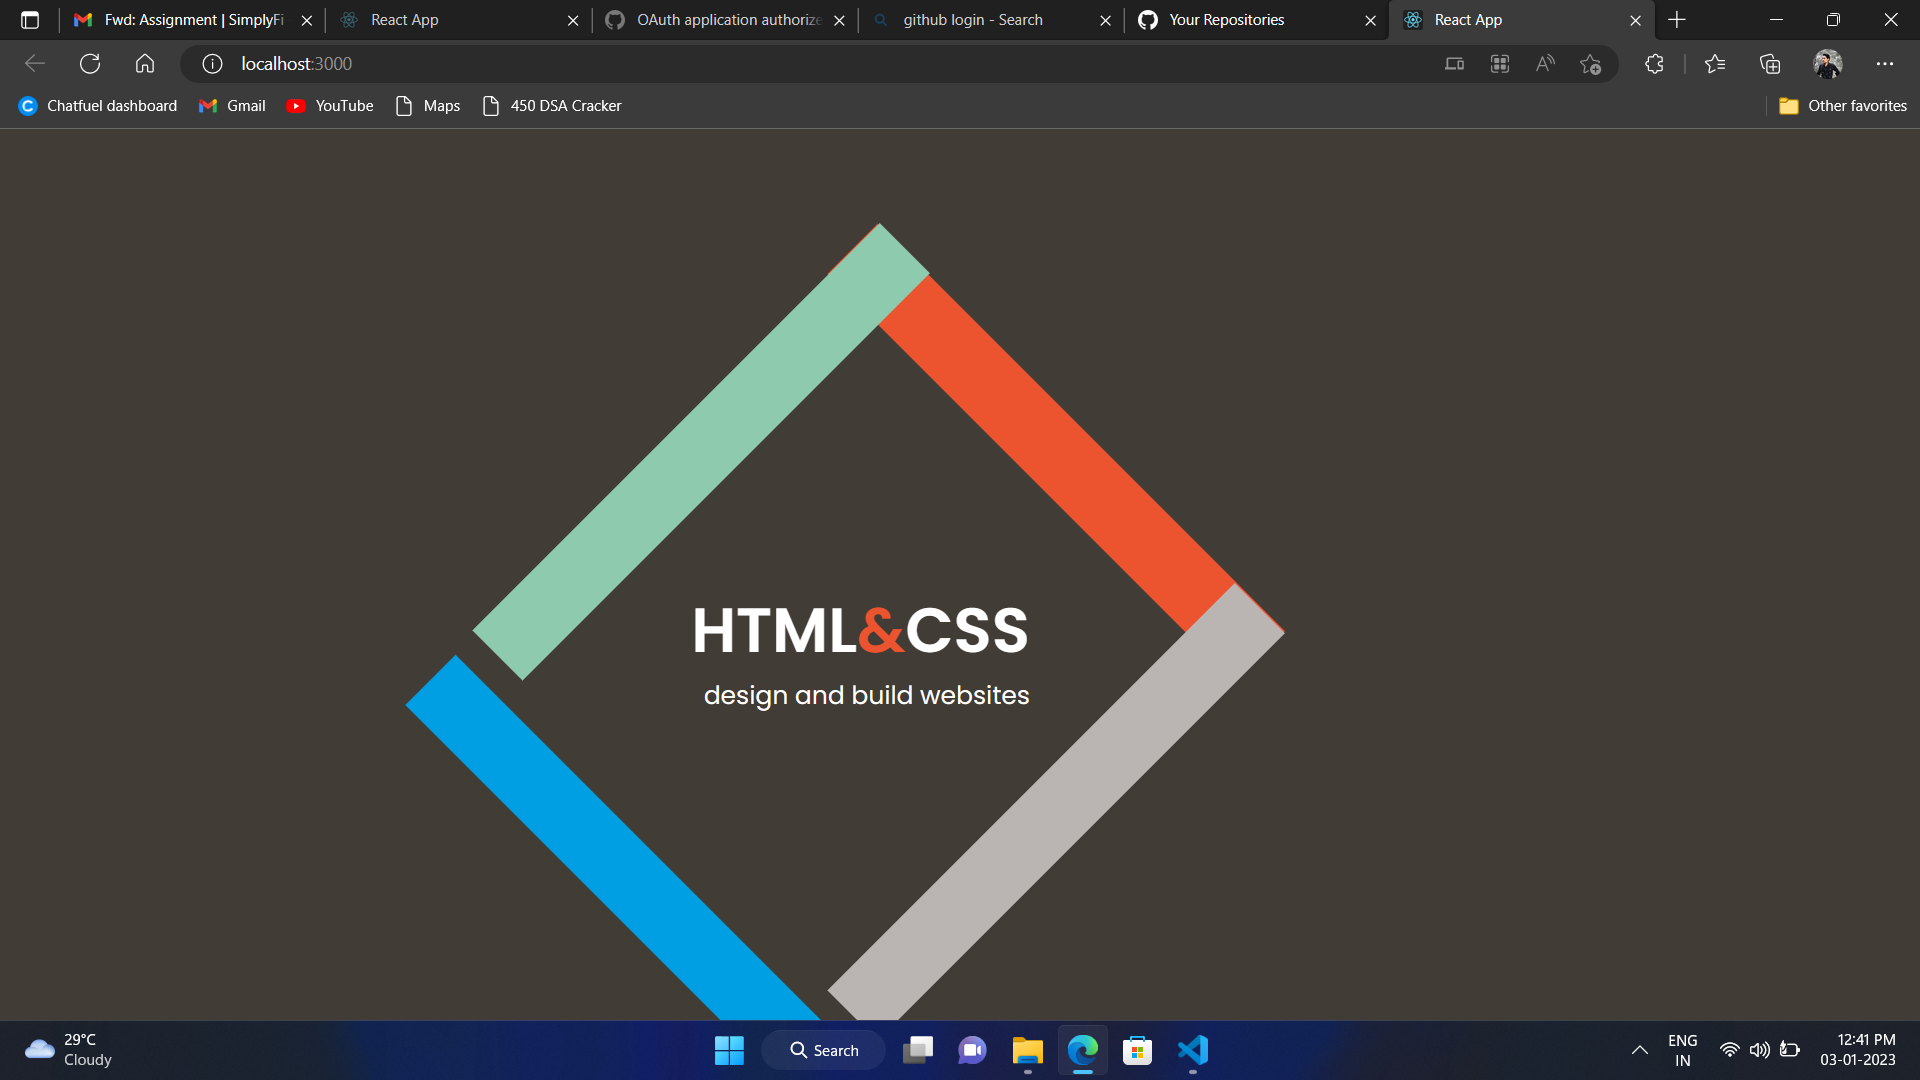 Fwd: Assignment | SimplyFi
React App
OAuth application authorize
github login - Search
Your Repositories
React App
localhost:3000
Chatfuel dashboard
Gmail
YouTube
Maps
450 DSA Cracker
Other favorites
HTML&CSS
design and build websites
29°C
Cloudy
Search
ENG
IN
12:41 PM
03-01-2023